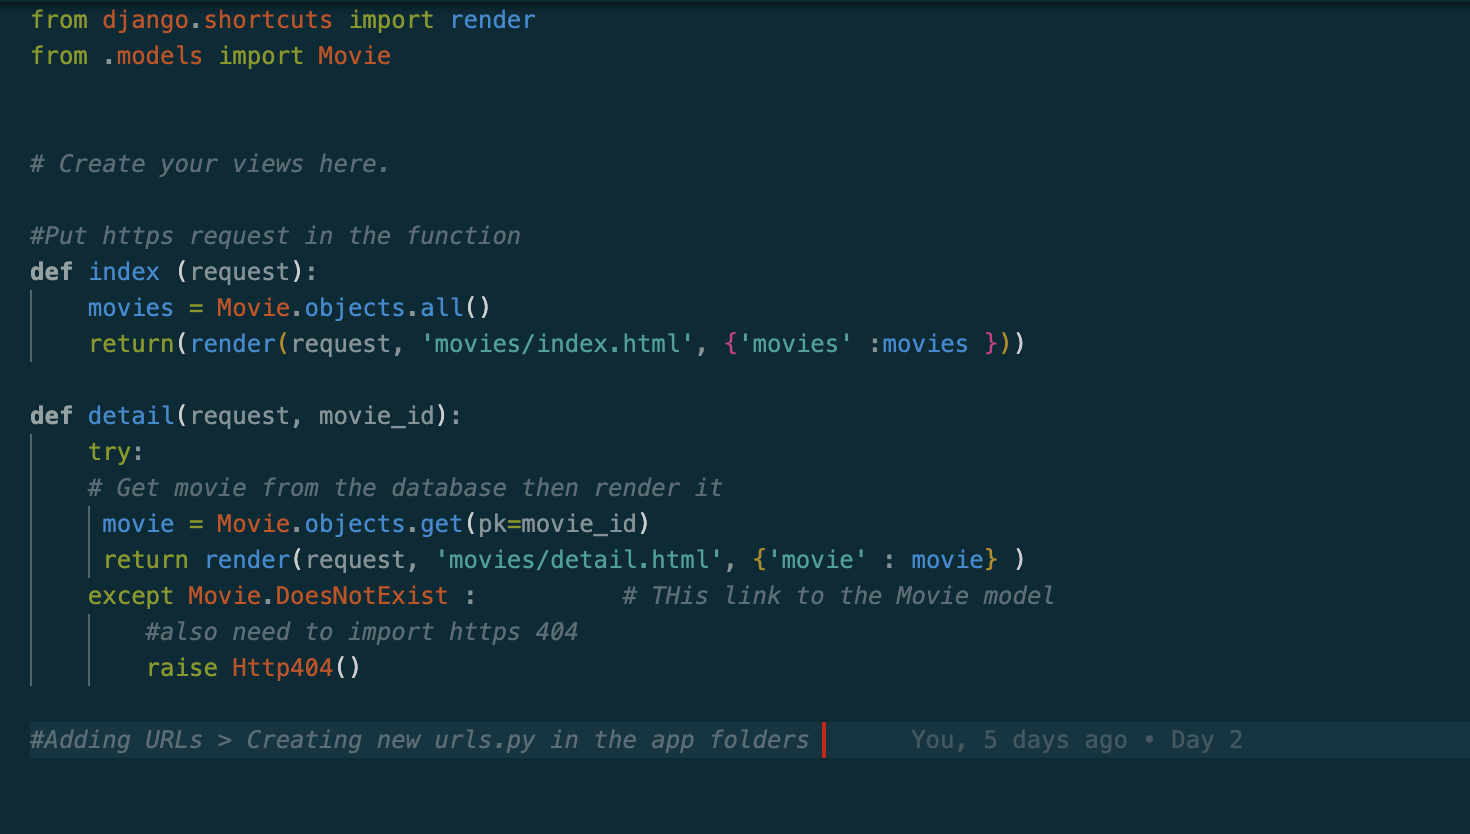 from django.shortcuts import render
from .models import Movie
# Create your views here.
#Put https request in the function
def index (request):
    movies = Movie.objects.all()
    return(render(request, 'movies/index.html', {'movies' :movies }))
def detail(request, movie_id):
    try:
    # Get movie from the database then render it
     movie = Movie.objects.get(pk=movie_id)
     return render(request, 'movies/detail.html', {'movie' : movie} )
    except Movie.DoesNotExist :          # THis link to the Movie model
        #also need to import https 404
        raise Http404()
#Adding URLs > Creating new urls.py in the app folders       You, 5 days ago • Day 2